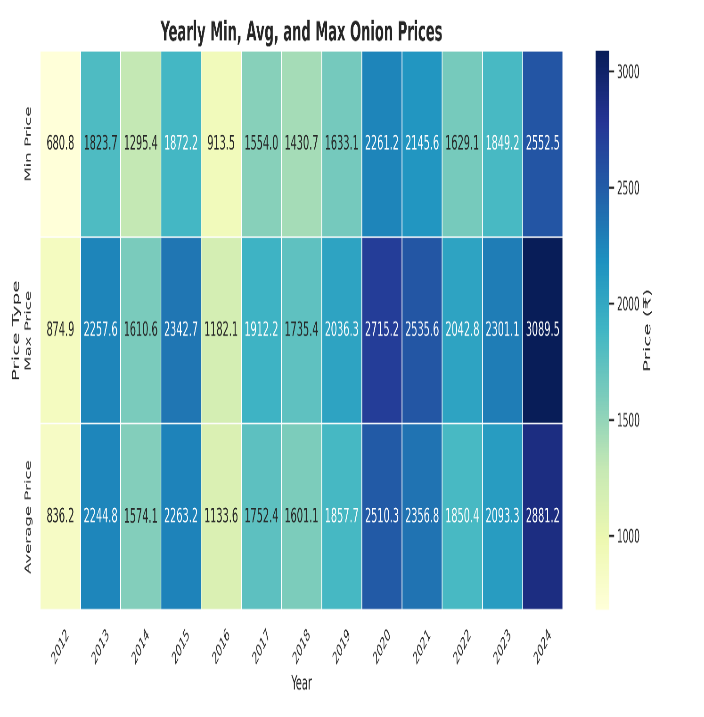 Yearly Min, Avg, and Max Onion Prices
Price Type
Min Price
680.8 1823.7 1295.4 1872.2 913.5 1554.0 1430.7 1633.1 2261.2 2145.6 1629.1 1849.2 2552.5
Max Price
874.9 2257.6 1610.6 2342.7 1182.1 1912.2 1735.4 2036.3 2715.2 2535.6 2042.8 2301.1 3089.5
Average Price
836.2 2244.8 1574.1 2263.2 1133.6 1752.4 1601.1 1857.7 2510.3 2356.8 1850.4 2093.3 2881.2
2012 2013 2014 2015 2016 2017 2018 2019 2020 2021 2022 2023 2024
Year
3000
2500
2000
1500
1000
Price (₹)